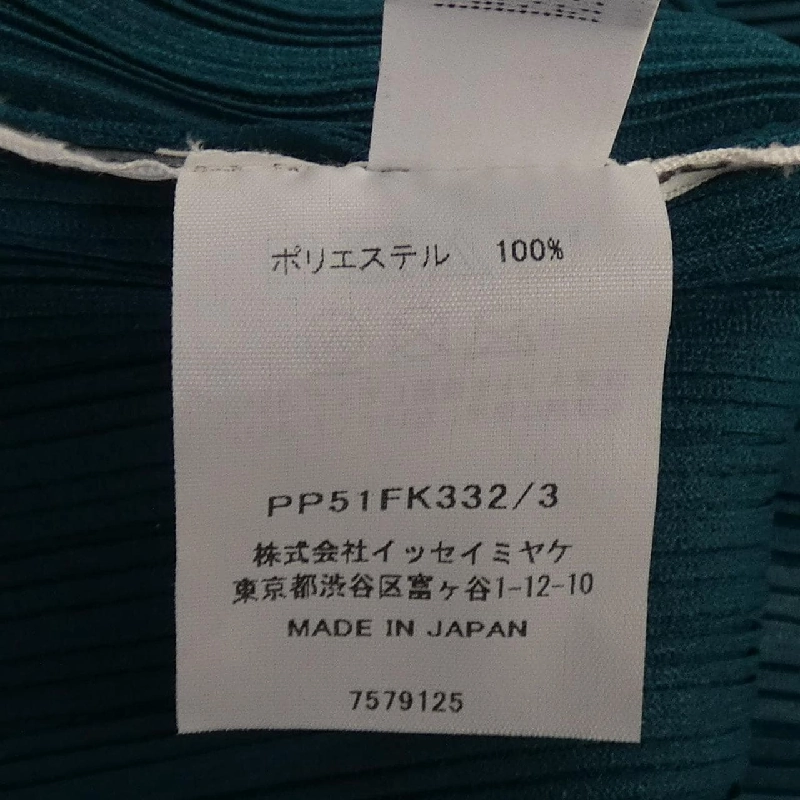 ポリエステル 100%
PP51FK332/3
株式会社イッセイミヤケ
東京都渋谷区富ヶ谷1-12-10
MADE IN JAPAN
7579125